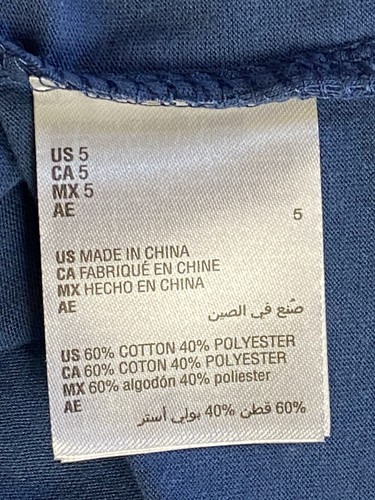 US 5
CA 5
MX 5
AE 5
US MADE IN CHINA
CA FABRIQUÉ EN CHINE
MX HECHO EN CHINA
AE صُنع في الصين
US 60% COTTON 40% POLYESTER
CA 60% COTON 40% POLYESTER
MX 60% algodón 40% poliester
AE 60% قطن 40% بولي أستر